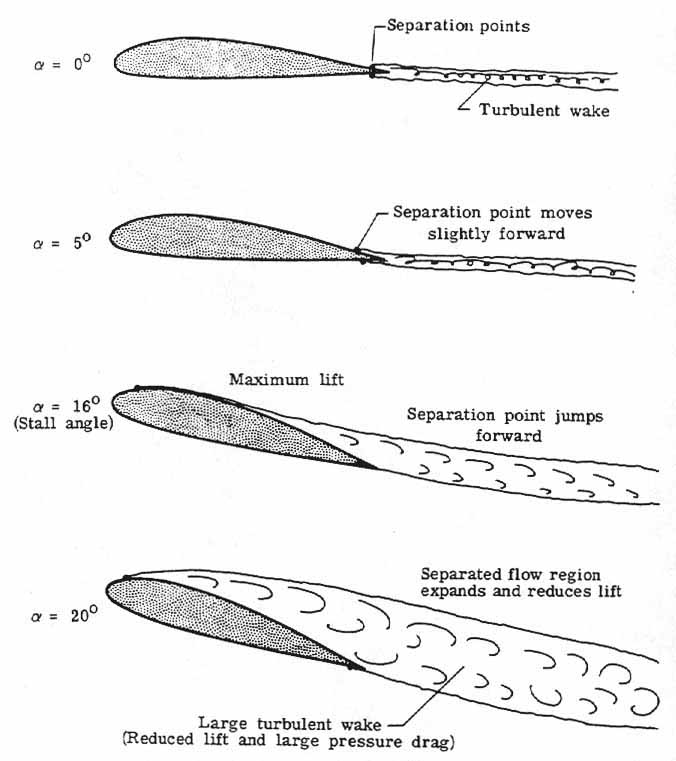 Separation points
α = 0°
Turbulent wake
Separation point moves
slightly forward
α = 5°
Maximum lift
α = 16°
(Stall angle)
Separation point jumps
forward
Separated flow region
expands and reduces lift
α = 20°
Large turbulent wake
(Reduced lift and large pressure drag)